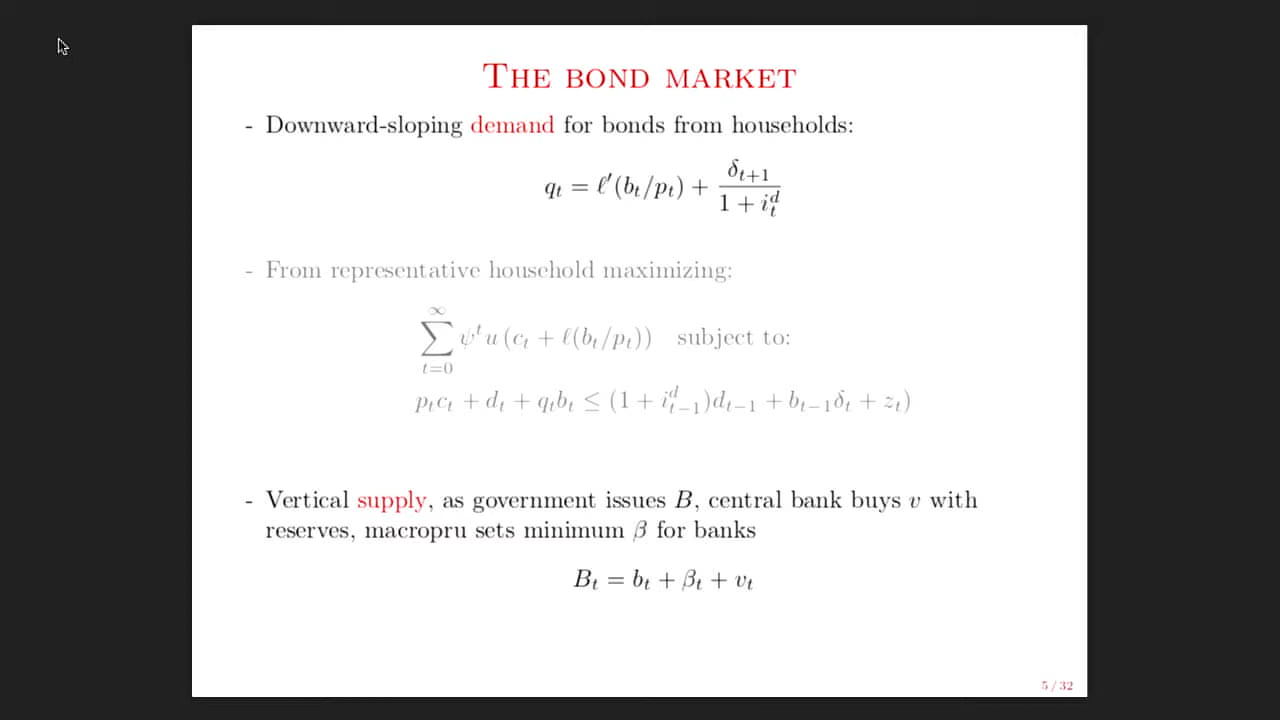 THE BOND MARKET
- Downward-sloping demand for bonds from households:
q_t = ℓ′(b_t/p_t) + δ_{t+1} / (1 + i_t^d)
- From representative household maximizing:
∑_{t=0}^{∞} ψ^t u (c_t + ℓ(b_t/p_t)) subject to:
p_t c_t + d_t + q_t b_t ≤ (1 + i_{t−1}^d)d_{t−1} + b_{t−1}δ_t + z_t)
- Vertical supply, as government issues B, central bank buys v with
reserves, macropru sets minimum β for banks
B_t = b_t + β_t + v_t
5 / 32